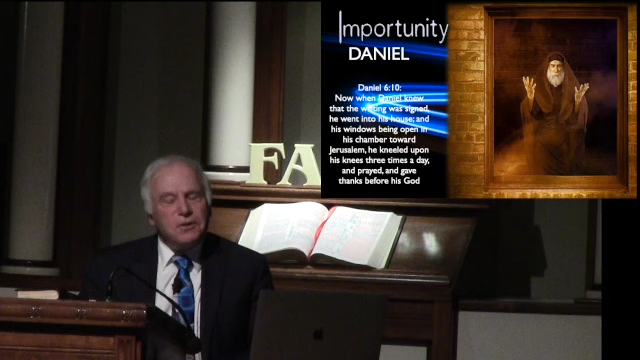 Importunity
DANIEL
Daniel 6:10:
Now when Daniel knew
that the writing was signed,
he went into his house; and
his windows being open in
his chamber toward
Jerusalem, he kneeled upon
his knees three times a day,
and prayed, and gave
thanks before his God
FA